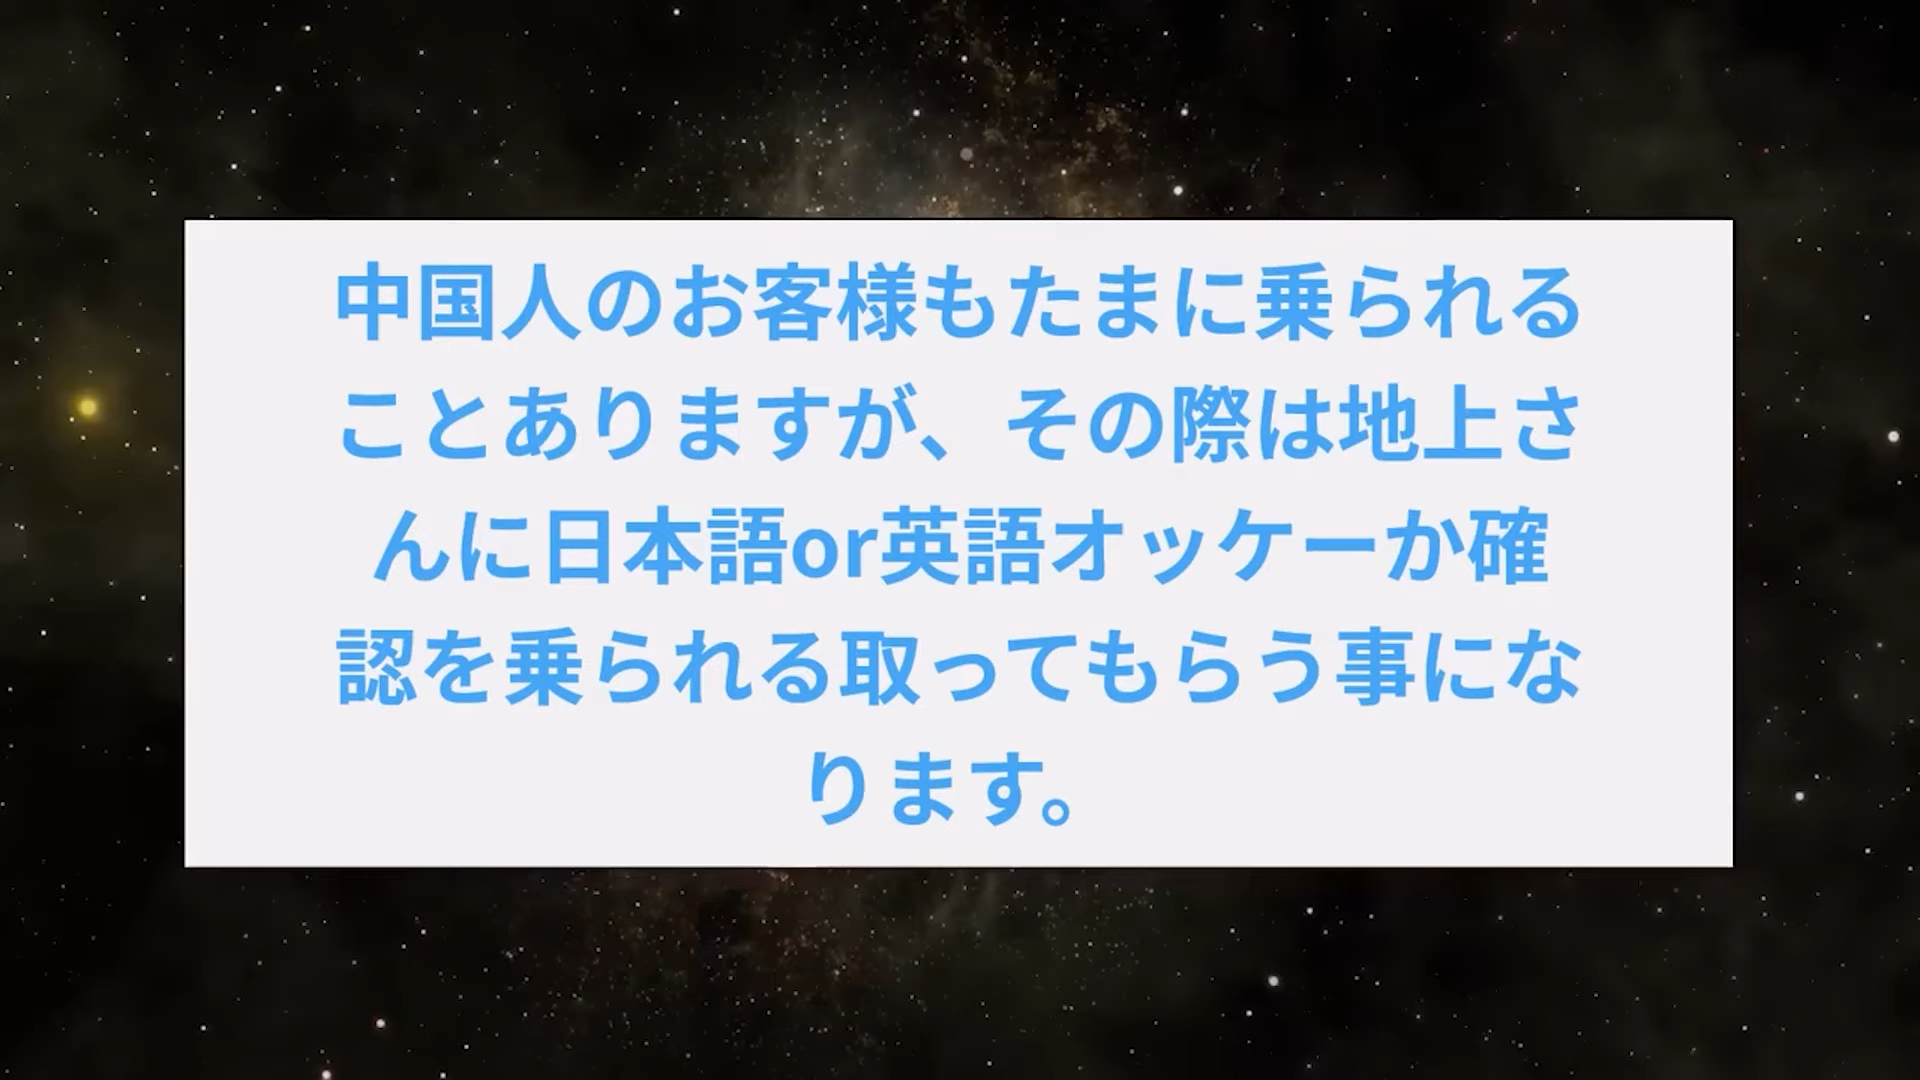 中国人のお客様もたまに乗られる
ことありますが、その際は地上さ
んに日本語or英語オッケーか確
認を乗られる取ってもらう事にな
ります。